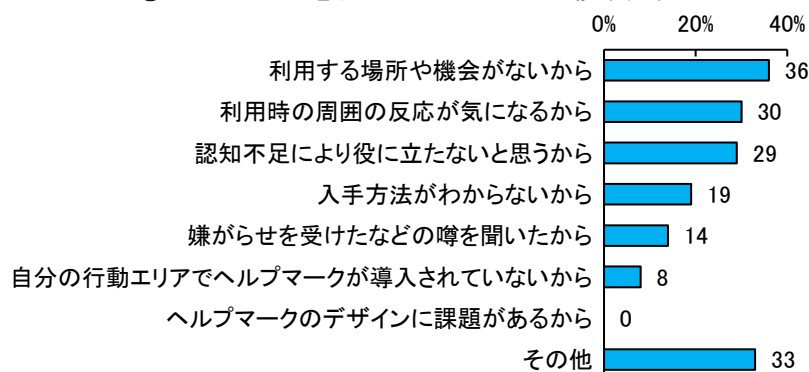 0% 20% 40%
利用する場所や機会がないから 36
利用時の周囲の反応が気になるから 30
認知不足により役に立たないと思うから 29
入手方法がわからないから 19
嫌がらせを受けたなどの噂を聞いたから 14
自分の行動エリアでヘルプマークが導入されていないから 8
ヘルプマークのデザインに課題があるから 0
その他 33